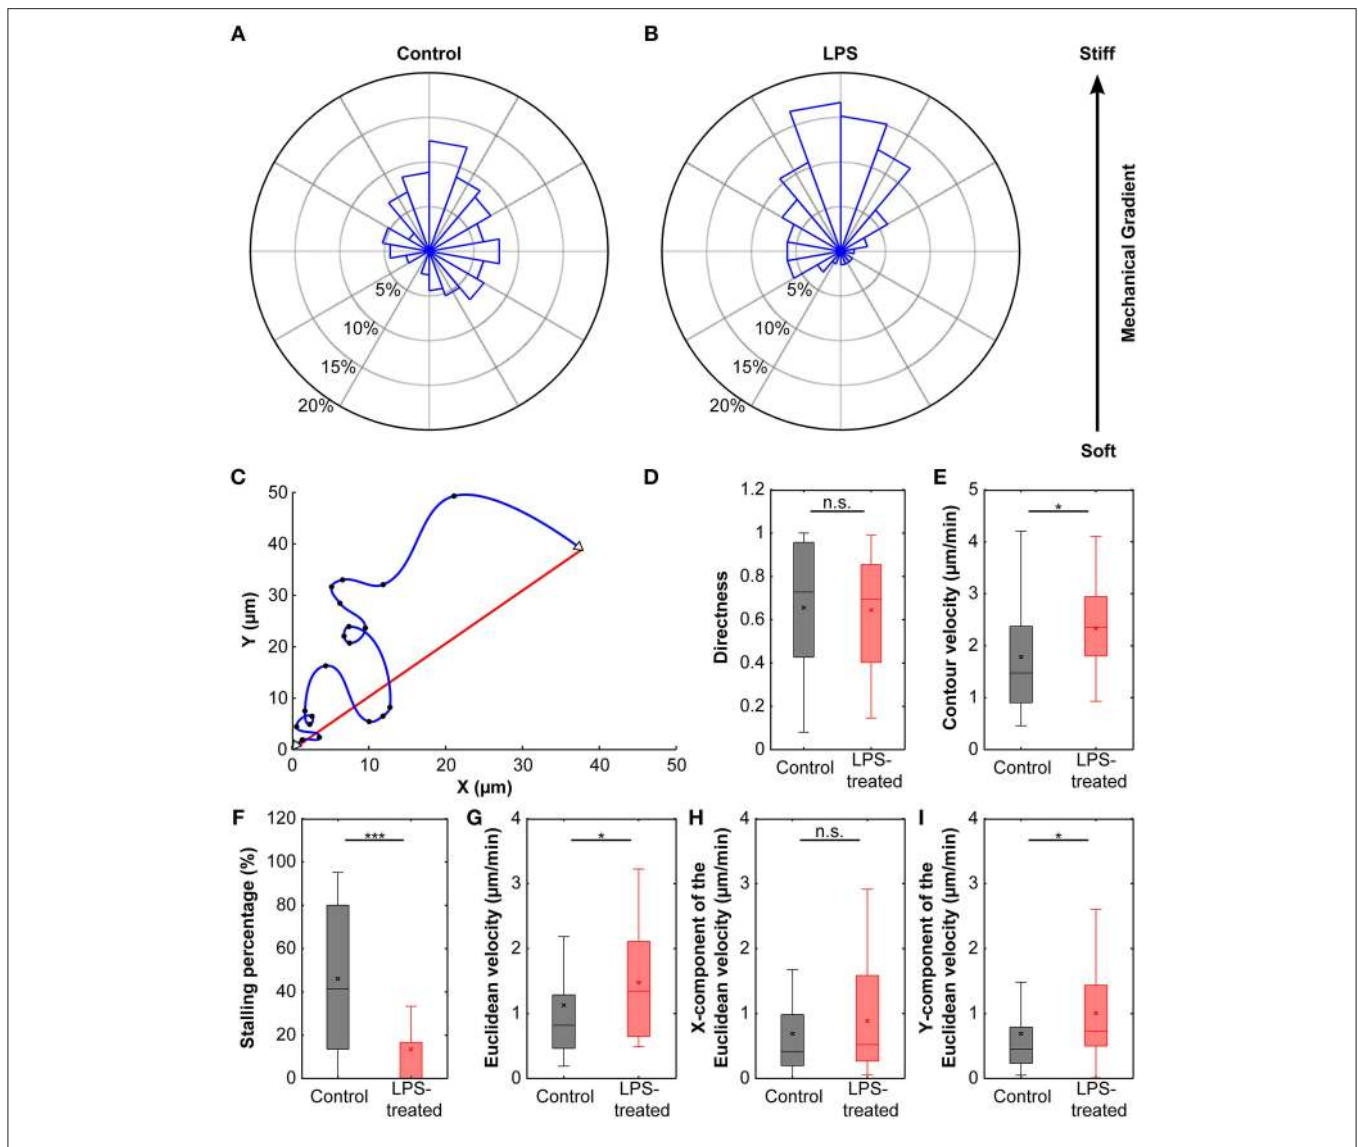 A
Control
B
LPS
Stiff
Mechanical Gradient
5%
10%
15%
20%
5%
10%
15%
20%
Soft
C
50
40
30
20
10
0
Y (μm)
0 10 20 30 40 50
X (μm)
D
1.2
1
0.8
0.6
0.4
0.2
0
Directness
n.s.
Control
LPS-
treated
E
5
4
3
2
1
0
Contour velocity (μm/min)
*
Control
LPS-
treated
F
120
100
80
60
40
20
0
Stalling percentage (%)
***
Control
LPS-
treated
G
4
3
2
1
0
Euclidean velocity (μm/min)
*
Control
LPS-
treated
H
4
3
2
1
0
X-component of the
Euclidean velocity (μm/min)
n.s.
Control
LPS-
treated
I
4
3
2
1
0
Y-component of the
Euclidean velocity (μm/min)
*
Control
LPS-
treated